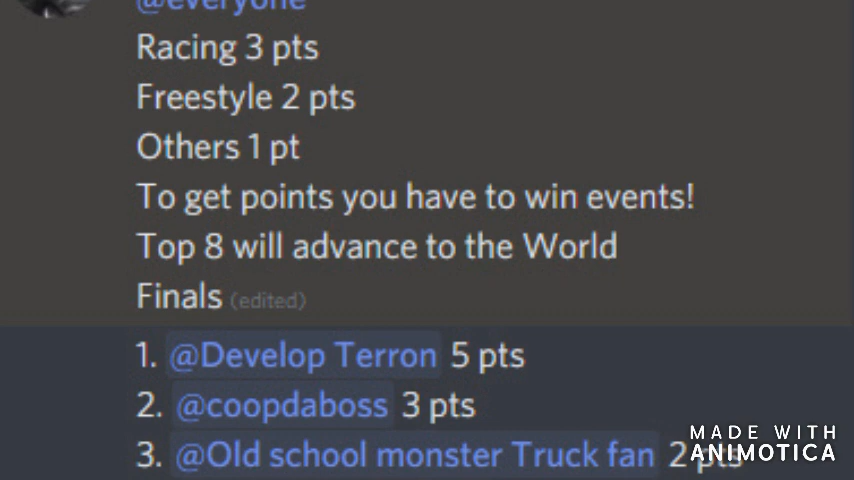 @everyone
Racing 3 pts
Freestyle 2 pts
Others 1 pt
To get points you have to win events!
Top 8 will advance to the World
Finals (edited)
1. @Develop Terron 5 pts
2. @coopdaboss 3 pts
3. @Old school monster Truck fan 2 pts
MADE WITH
ANIMOTICA